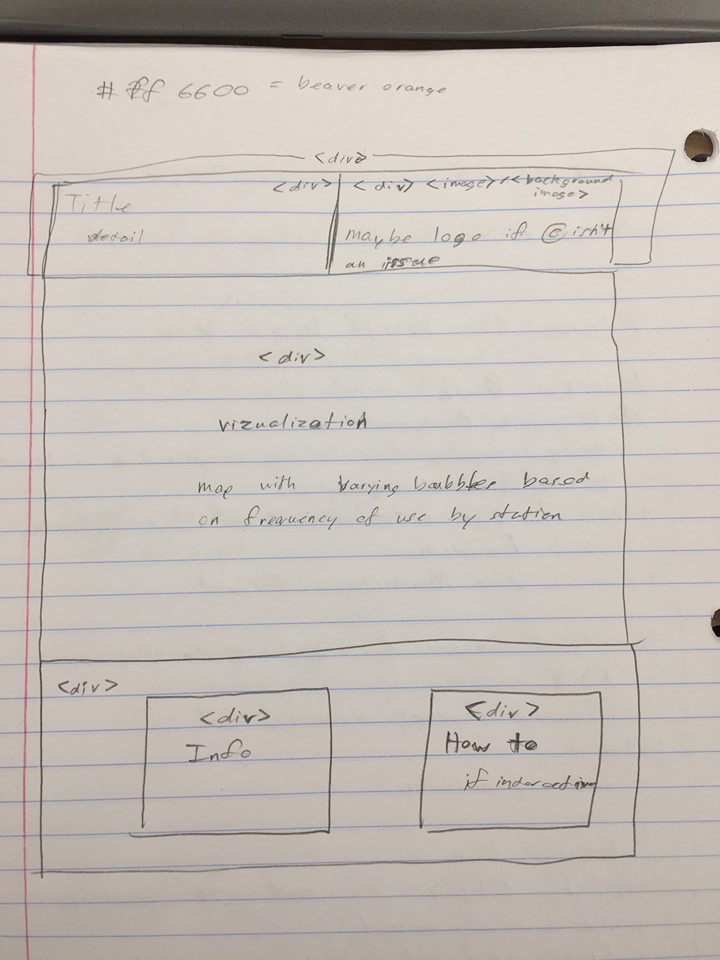 #ff 6600 = beaver orange
<div>
<div>
Title
detail
<div> <image>/<background
image>
maybe logo if © isn't
an issue
<div>
vizualization
map with varying bubbles based
on frequency of use by station
<div>
<div>
Info
<div>
How to
if interactive